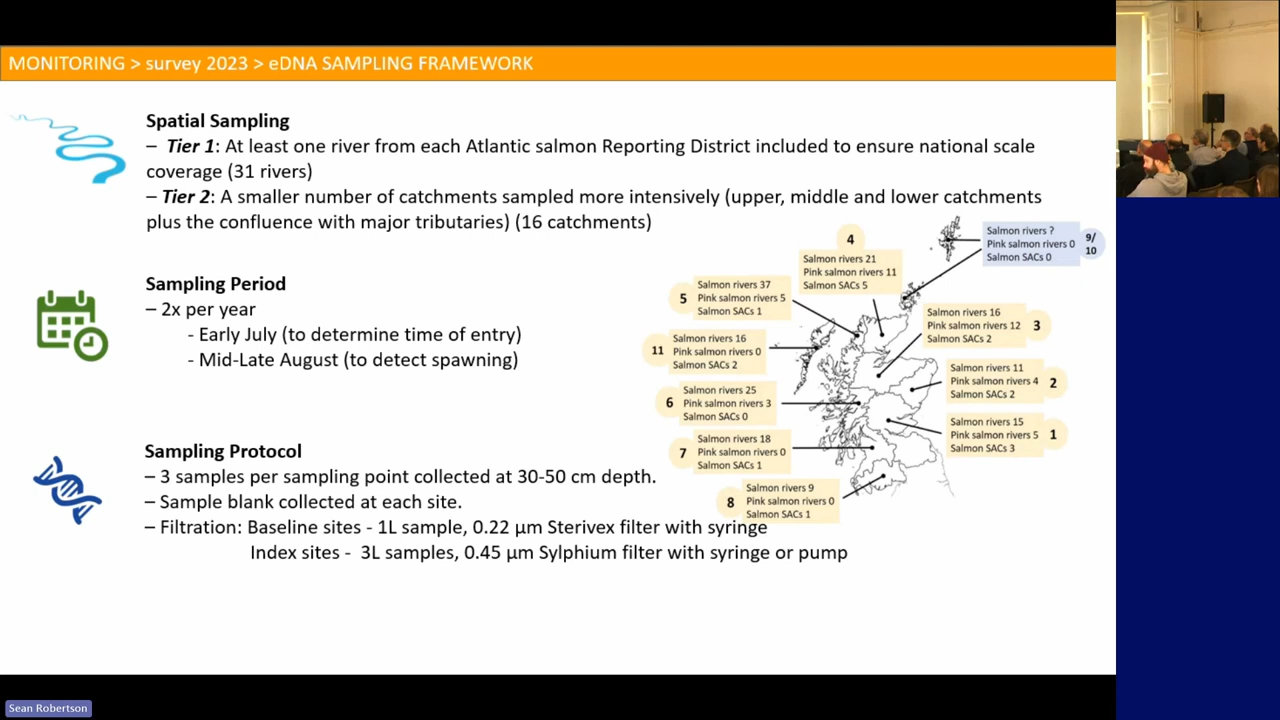 MONITORING > survey 2023 > eDNA SAMPLING FRAMEWORK
Spatial Sampling
– Tier 1: At least one river from each Atlantic salmon Reporting District included to ensure national scale
coverage (31 rivers)
– Tier 2: A smaller number of catchments sampled more intensively (upper, middle and lower catchments
plus the confluence with major tributaries) (16 catchments)
Sampling Period
– 2x per year
- Early July (to determine time of entry)
- Mid-Late August (to detect spawning)
Sampling Protocol
– 3 samples per sampling point collected at 30-50 cm depth.
– Sample blank collected at each site.
– Filtration: Baseline sites - 1L sample, 0.22 µm Sterivex filter with syringe
Index sites - 3L samples, 0.45 µm Sylphium filter with syringe or pump
4
Salmon rivers 21
Pink salmon rivers 11
Salmon SACs 5
Salmon rivers ?
Pink salmon rivers 0
Salmon SACs 0
9/
10
5
Salmon rivers 37
Pink salmon rivers 5
Salmon SACs 1
Salmon rivers 16
Pink salmon rivers 12
Salmon SACs 2
3
11
Salmon rivers 16
Pink salmon rivers 0
Salmon SACs 2
Salmon rivers 11
Pink salmon rivers 4
Salmon SACs 2
2
6
Salmon rivers 25
Pink salmon rivers 3
Salmon SACs 0
Salmon rivers 15
Pink salmon rivers 5
Salmon SACs 3
1
7
Salmon rivers 18
Pink salmon rivers 0
Salmon SACs 1
8
Salmon rivers 9
Pink salmon rivers 0
Salmon SACs 1
Sean Robertson